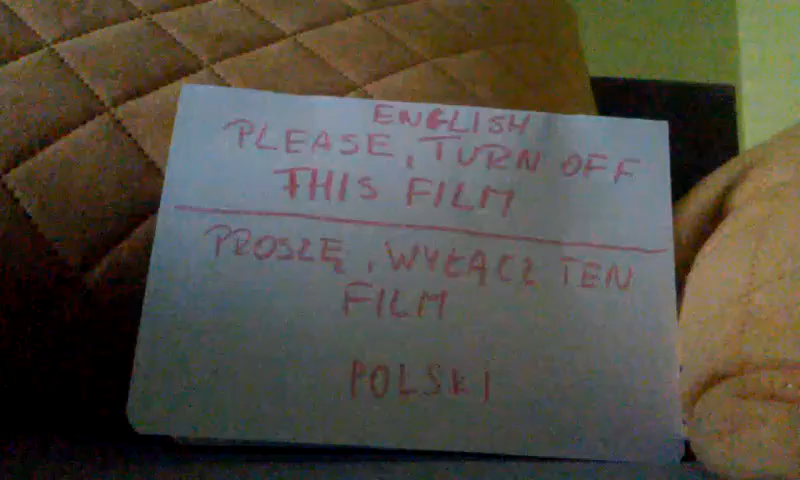 ENGLISH
PLEASE, TURN OFF
THIS FILM
PROSZĘ, WYŁĄCZ TEN
FILM
POLSKI